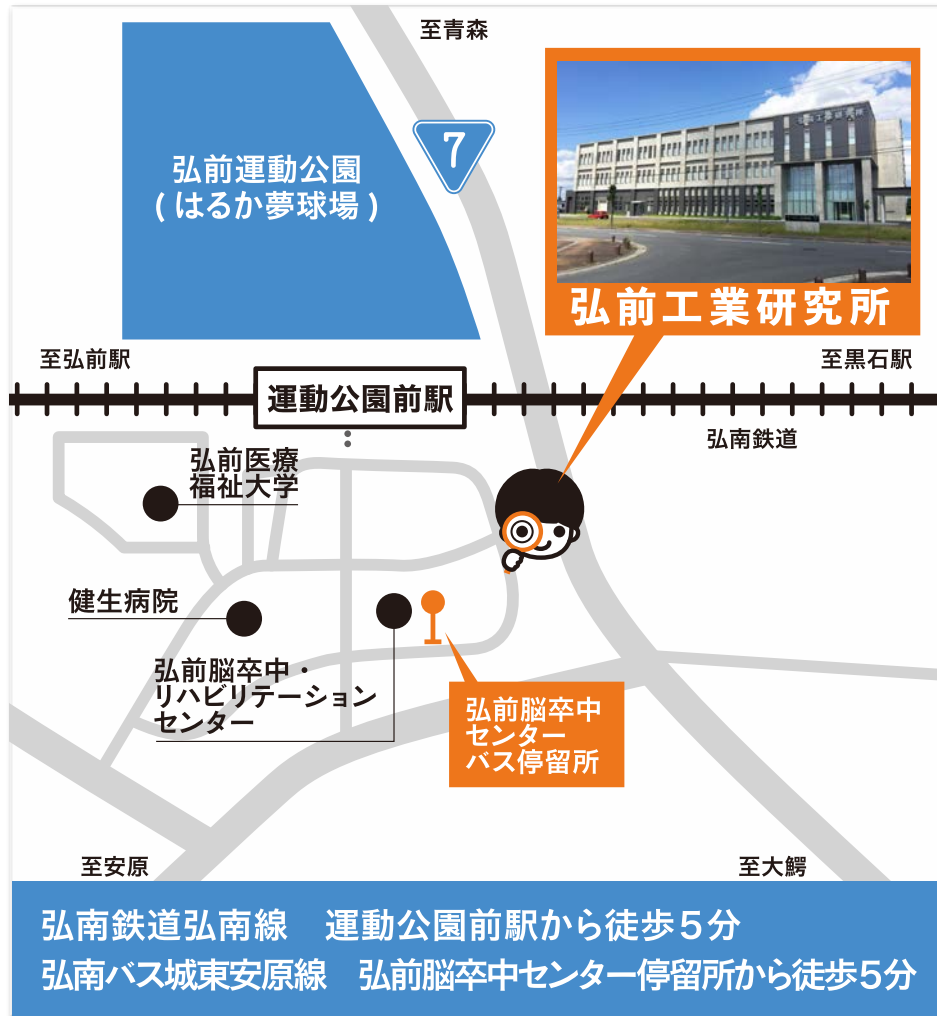 至青森
7
弘前運動公園
(はるか夢球場)
弘前工業研究所
弘前工業研究所
至弘前駅
至黒石駅
運動公園前駅
弘南鉄道
弘前医療
福祉大学
健生病院
弘前脳卒中・
リハビリテーション
センター
弘前脳卒中
センター
バス停留所
至安原
至大鰐
弘南鉄道弘南線　運動公園前駅から徒歩5分
弘南バス城東安原線　弘前脳卒中センター停留所から徒歩5分